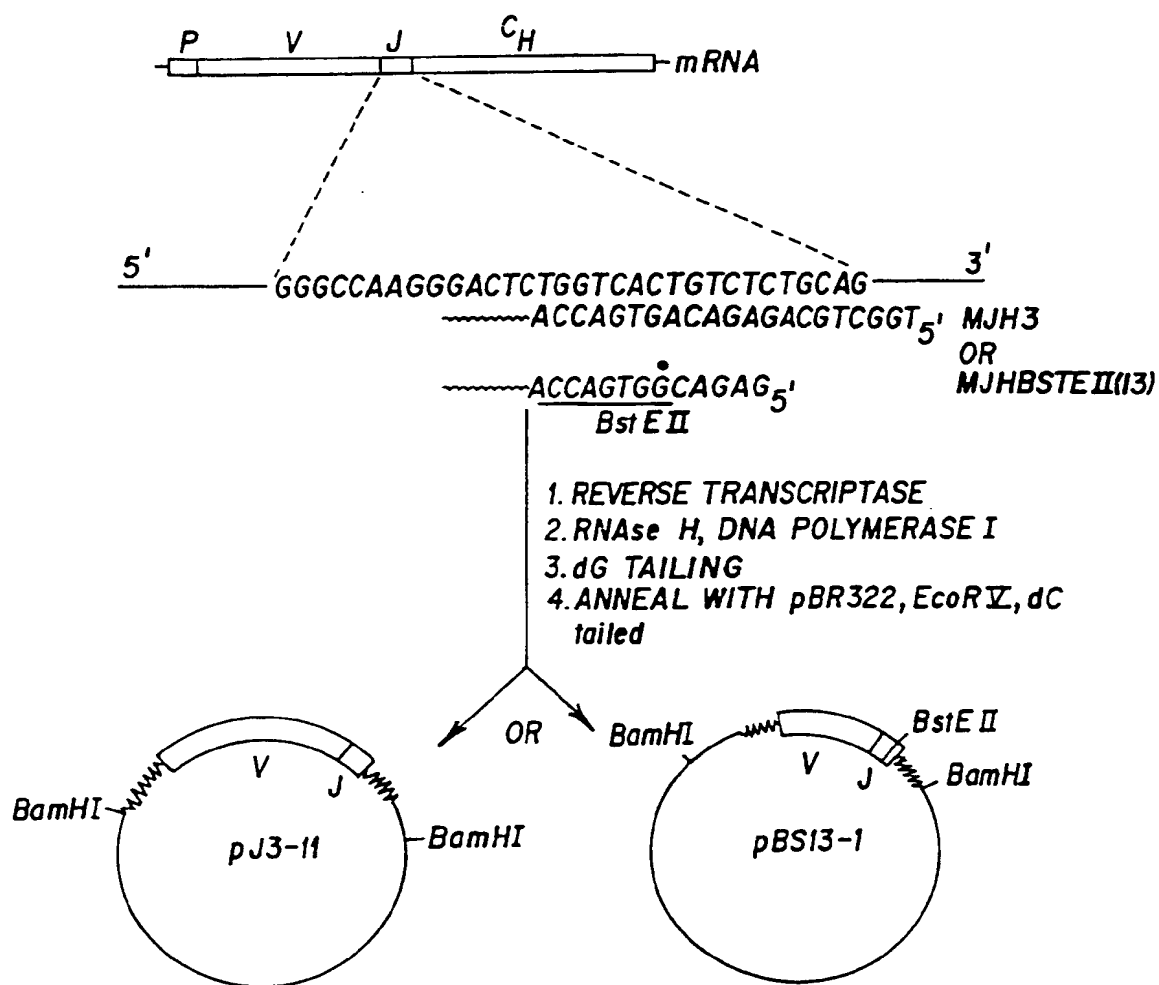 P V J CH
mRNA
5' 3'
GGGCCAAGGGACTCTGGTCACTGTCTCTGCAG
ACCAGTGACAGAGACGTCGGT5' MJH3
OR
MJHBSTEII(13)
ACCAGTGGCAGAG5'
BstEII
1. REVERSE TRANSCRIPTASE
2. RNAse H, DNA POLYMERASE I
3. dG TAILING
4. ANNEAL WITH pBR322, EcoRV, dC
tailed
OR
BamHI V J BamHI
pJ3-11
BamHI V J BstEII
BamHI
pBS13-1